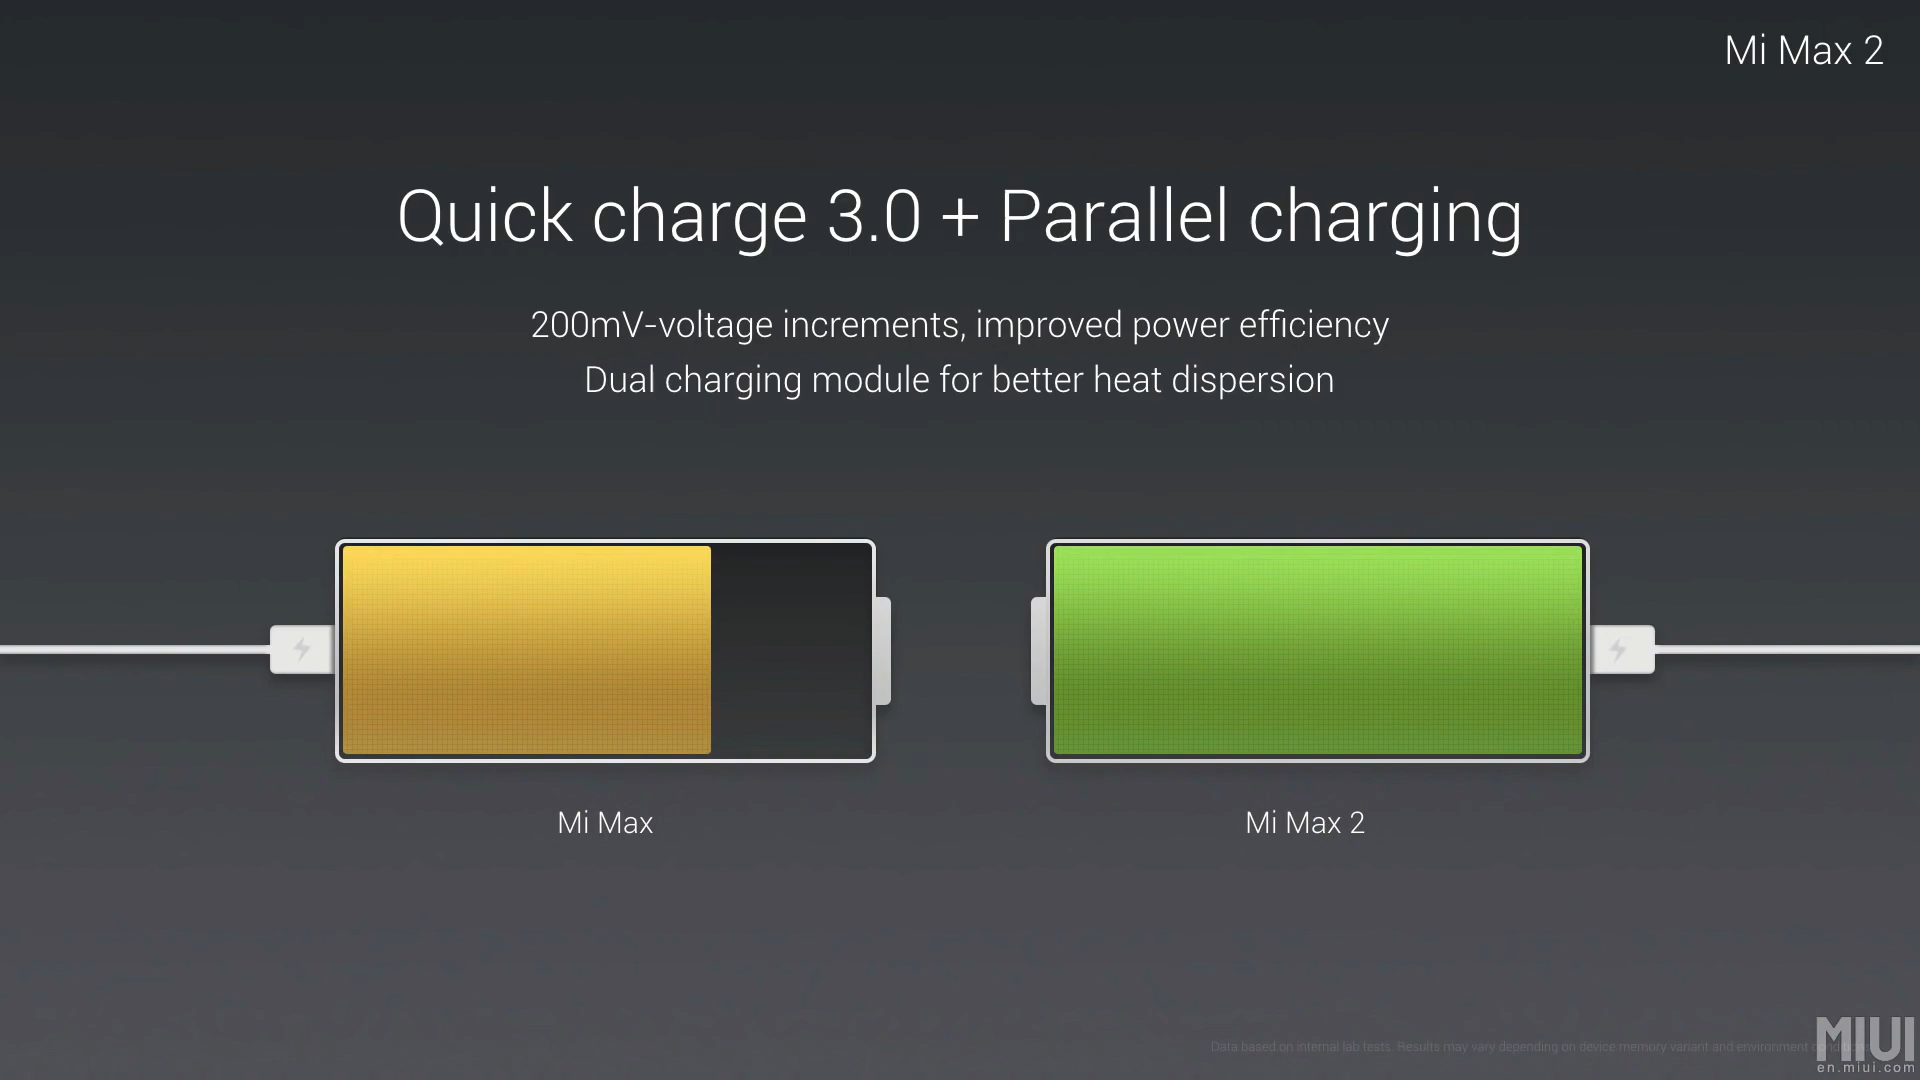 Mi Max 2
Quick charge 3.0 + Parallel charging
200mV-voltage increments, improved power efficiency
Dual charging module for better heat dispersion
Mi Max
Mi Max 2
Data based on internal lab tests. Results may vary depending on device memory variant and environment
MIUI
en.miui.com